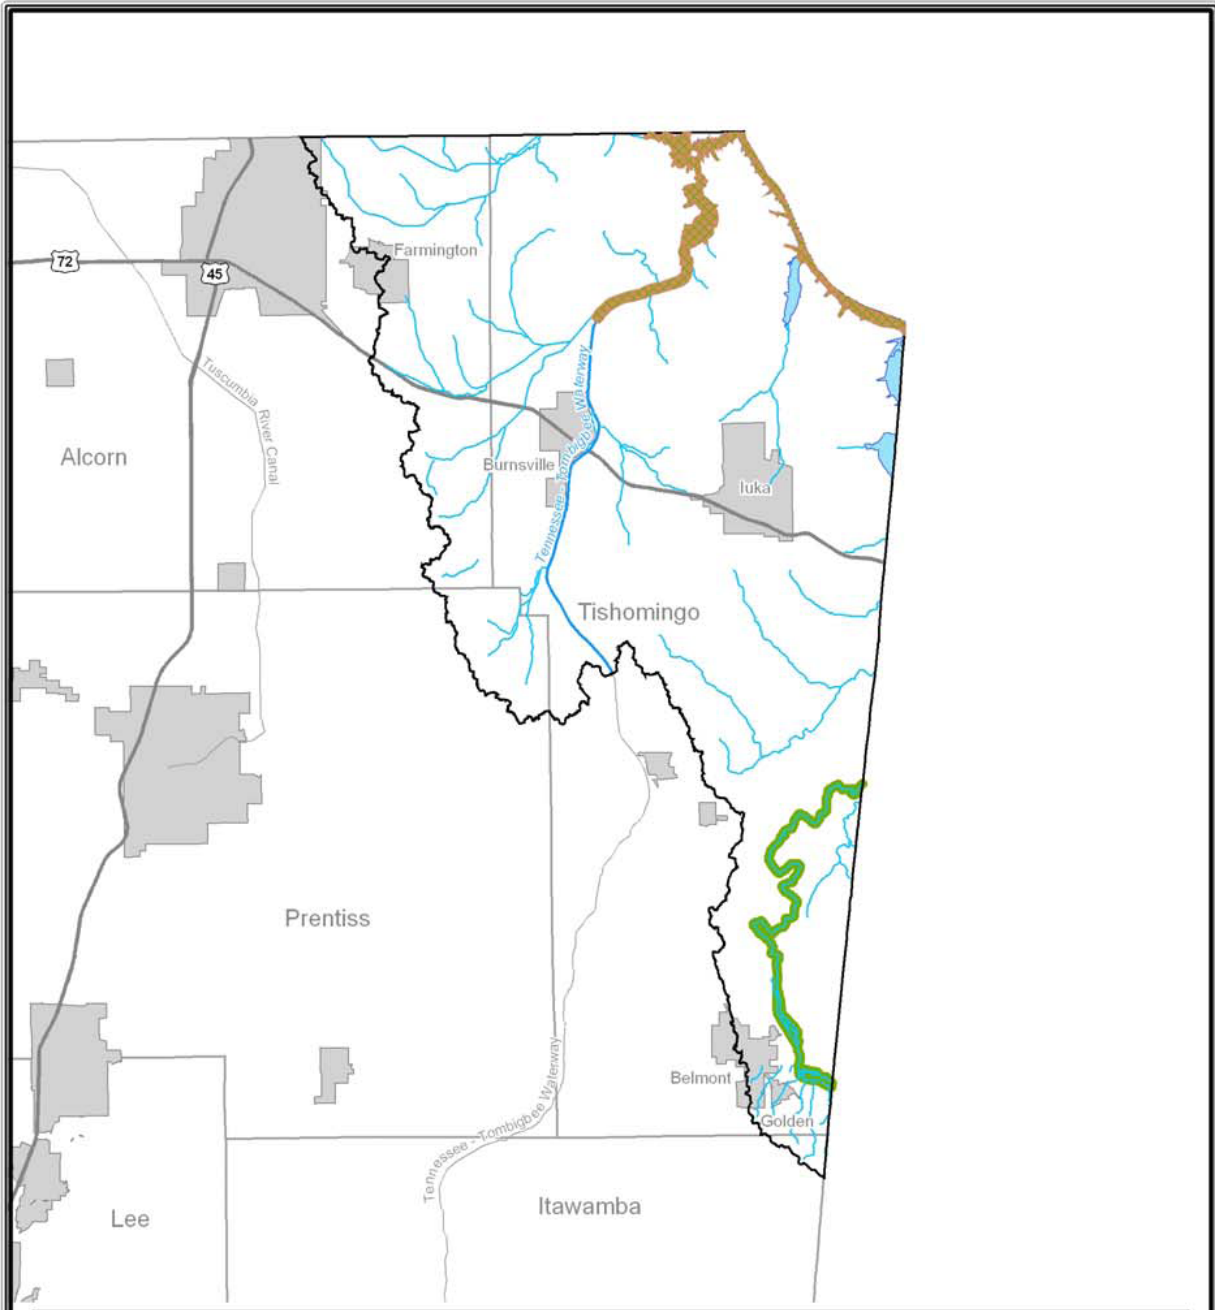 Farmington
72
45
Tuscumbia River Canal
Tennessee - Tombigbee Waterway
Alcorn
Burnsville
Iuka
Tishomingo
Prentiss
Tennessee - Tombigbee Waterway
Belmont
Golden
Itawamba
Lee